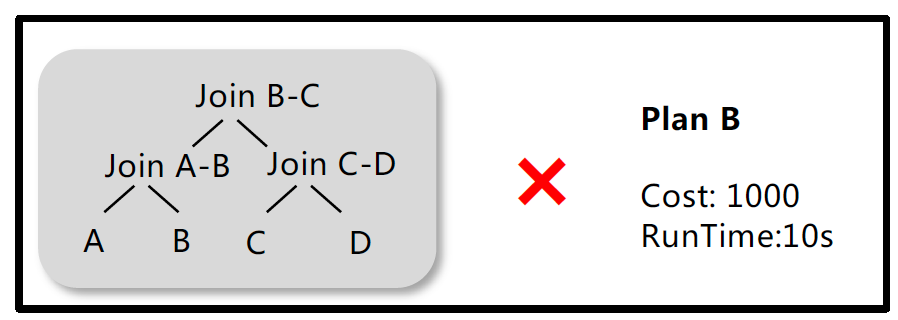 Join B-C
Join A-B
Join C-D
A
B
C
D
Plan B
Cost: 1000
RunTime:10s